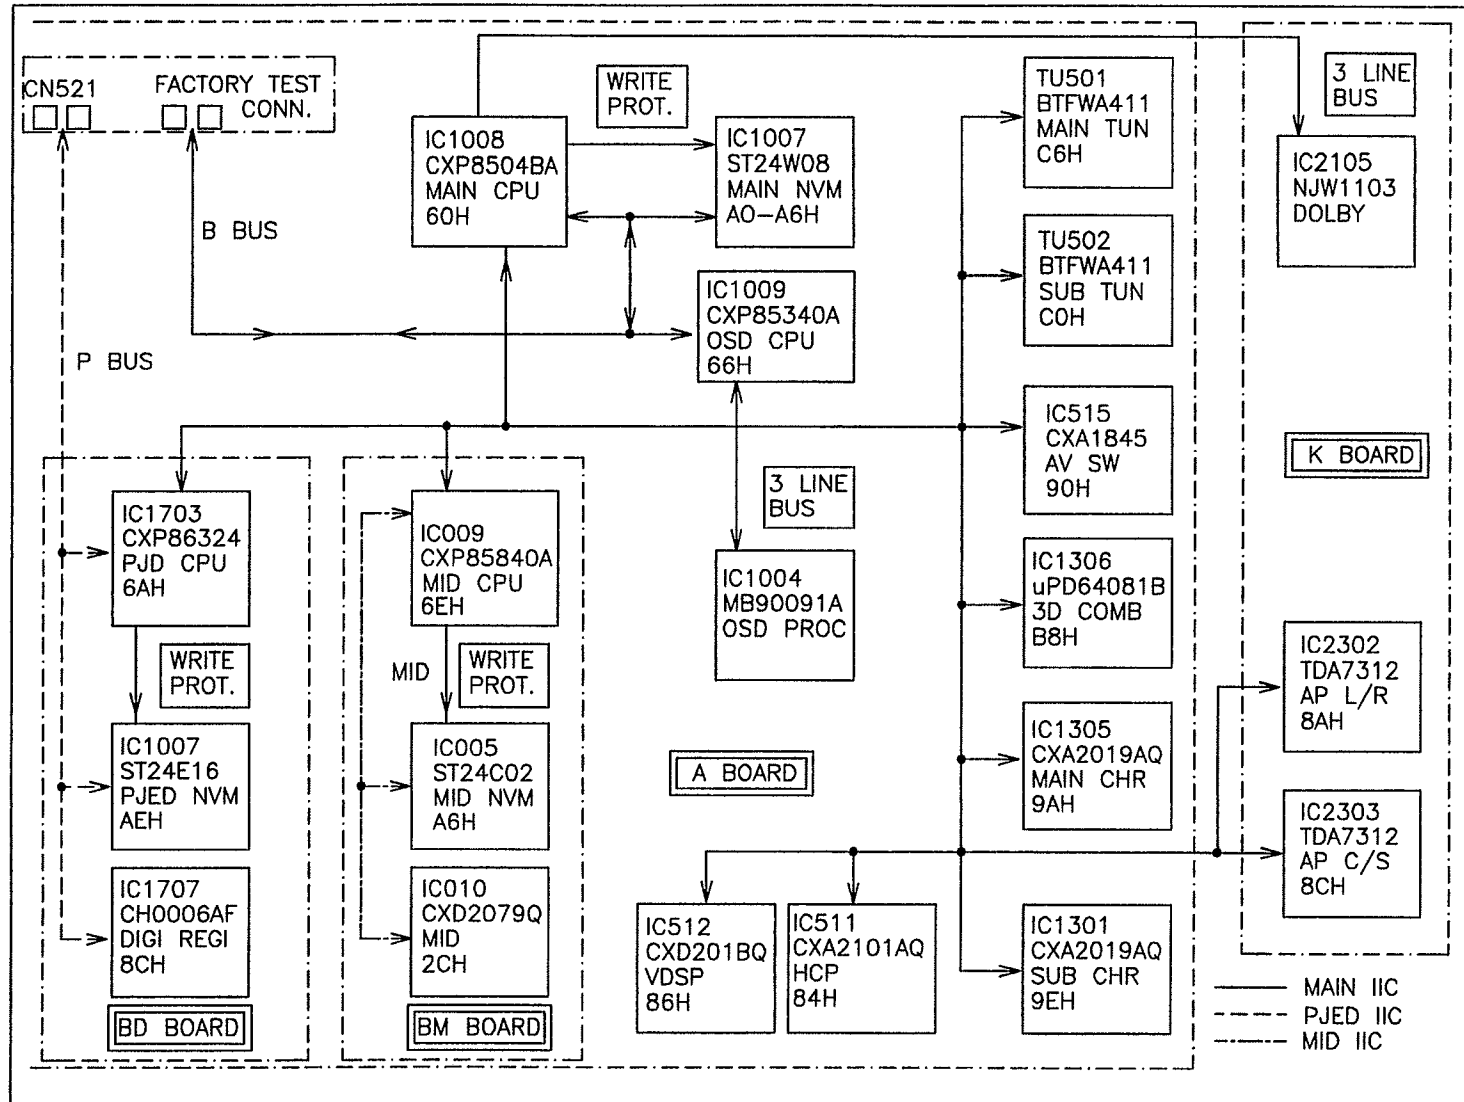 CN521
FACTORY TEST
CONN.
B BUS
P BUS
IC1008
CXP8504BA
MAIN CPU
60H
WRITE
PROT.
IC1007
ST24W08
MAIN NVM
AO-A6H
IC1009
CXP85340A
OSD CPU
66H
3 LINE
BUS
IC1004
MB90091A
OSD PROC
TU501
BTFWA411
MAIN TUN
C6H
TU502
BTFWA411
SUB TUN
C0H
IC515
CXA1845
AV SW
90H
IC1306
uPD64081B
3D COMB
B8H
IC1305
CXA2019AQ
MAIN CHR
9AH
IC1301
CXA2019AQ
SUB CHR
9EH
IC512
CXD201BQ
VDSP
86H
IC511
CXA2101AQ
HCP
84H
A BOARD
3 LINE
BUS
IC2105
NJW1103
DOLBY
K BOARD
IC2302
TDA7312
AP L/R
8AH
IC2303
TDA7312
AP C/S
8CH
IC1703
CXP86324
PJD CPU
6AH
WRITE
PROT.
IC1007
ST24E16
PJED NVM
AEH
IC1707
CH0006AF
DIGI REGI
8CH
BD BOARD
IC009
CXP85840A
MID CPU
6EH
MID
WRITE
PROT.
IC005
ST24C02
MID NVM
A6H
IC010
CXD2079Q
MID
2CH
BM BOARD
MAIN IIC
PJED IIC
MID IIC